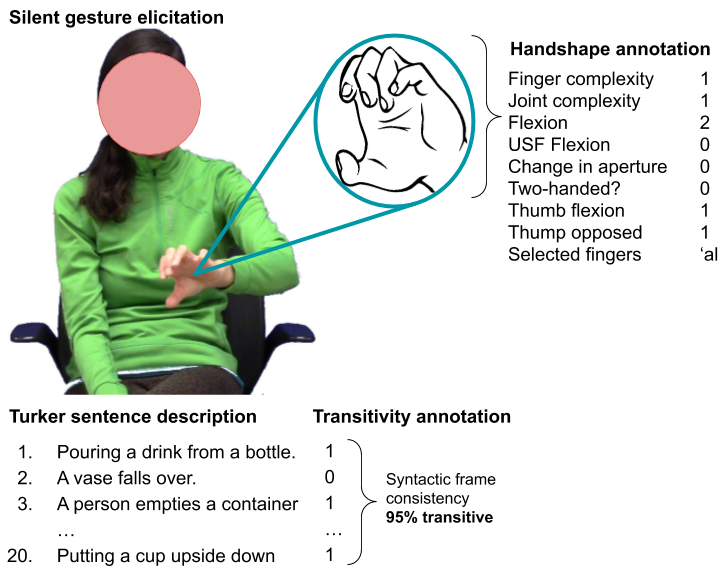 Silent gesture elicitation
Handshape annotation
Finger complexity 1
Joint complexity 1
Flexion 2
USF Flexion 0
Change in aperture 0
Two-handed? 0
Thumb flexion 1
Thump opposed 1
Selected fingers ‘al
Turker sentence description Transitivity annotation
1. Pouring a drink from a bottle. 1
2. A vase falls over. 0
3. A person empties a container 1
... ...
20. Putting a cup upside down 1
Syntactic frame
consistency
95% transitive